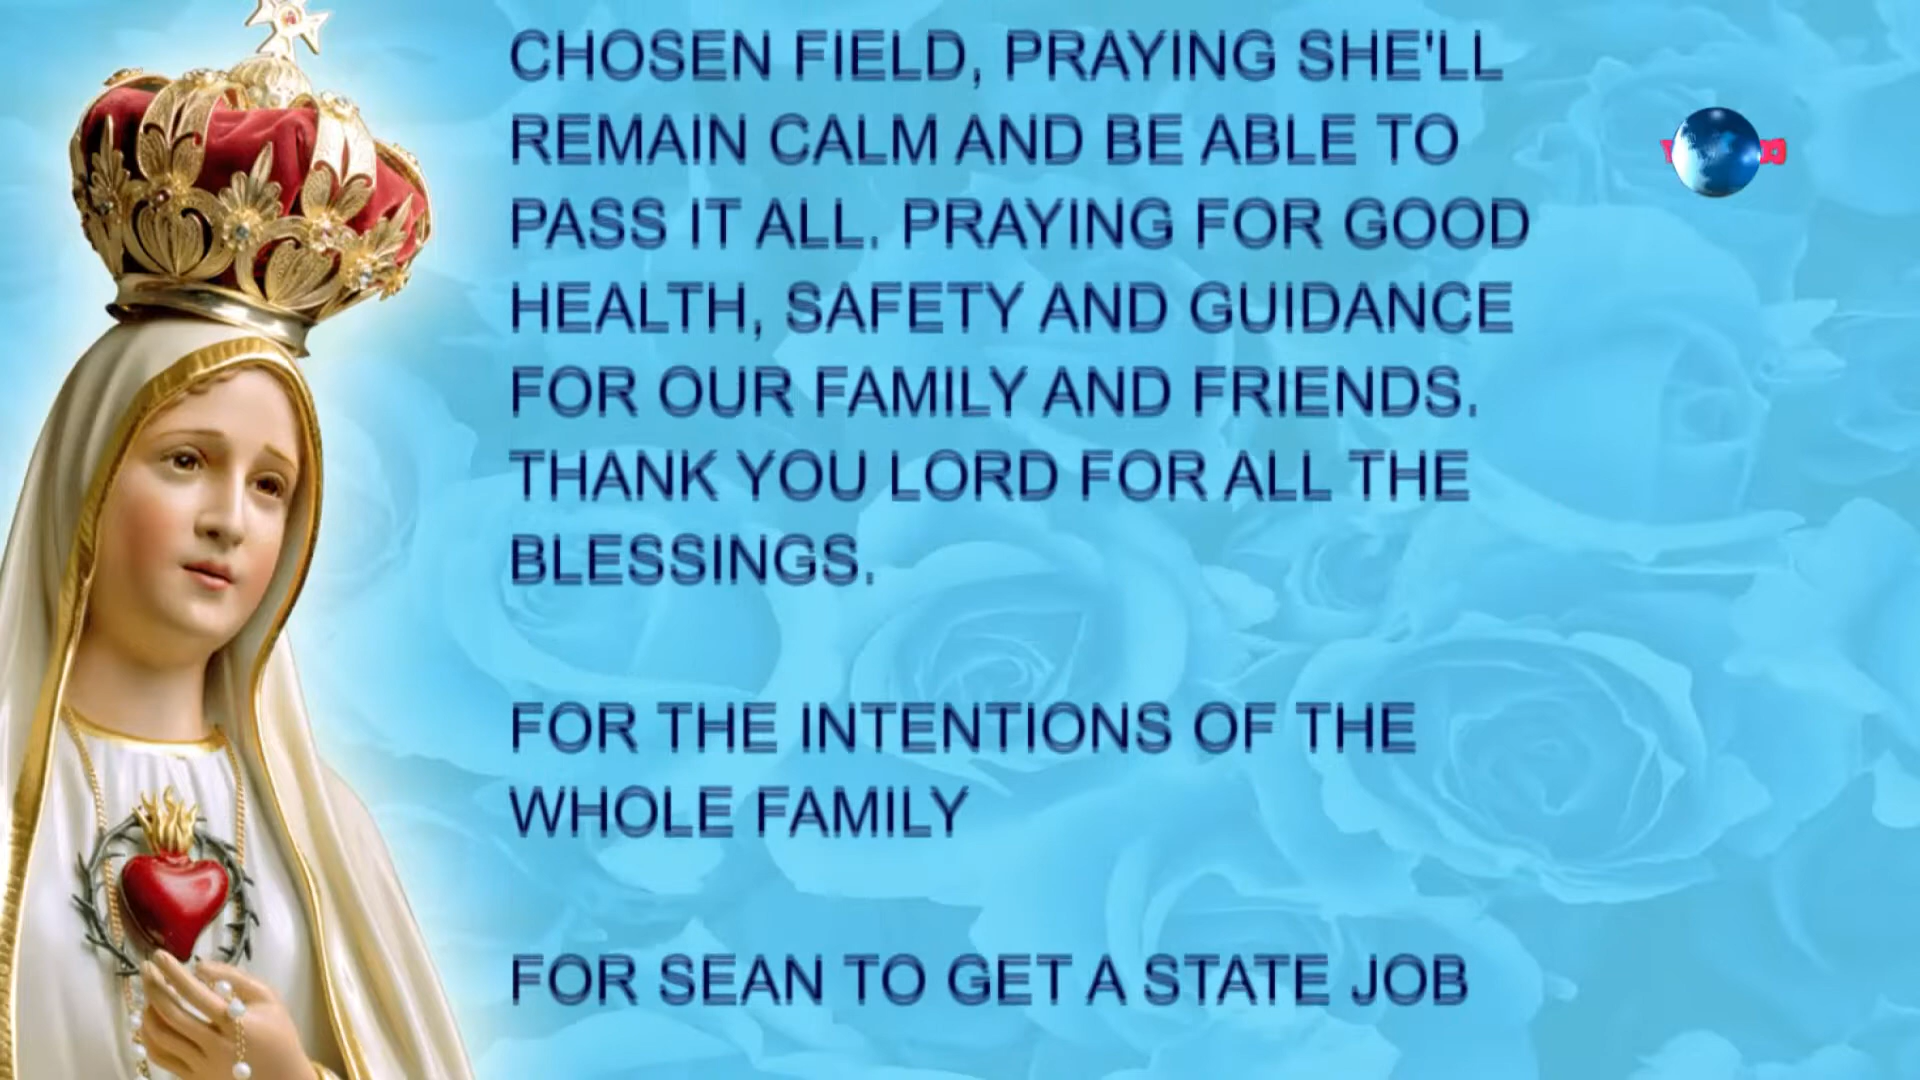 CHOSEN FIELD, PRAYING SHE'LL
REMAIN CALM AND BE ABLE TO
PASS IT ALL. PRAYING FOR GOOD
HEALTH, SAFETY AND GUIDANCE
FOR OUR FAMILY AND FRIENDS.
THANK YOU LORD FOR ALL THE
BLESSINGS.
FOR THE INTENTIONS OF THE
WHOLE FAMILY
FOR SEAN TO GET A STATE JOB